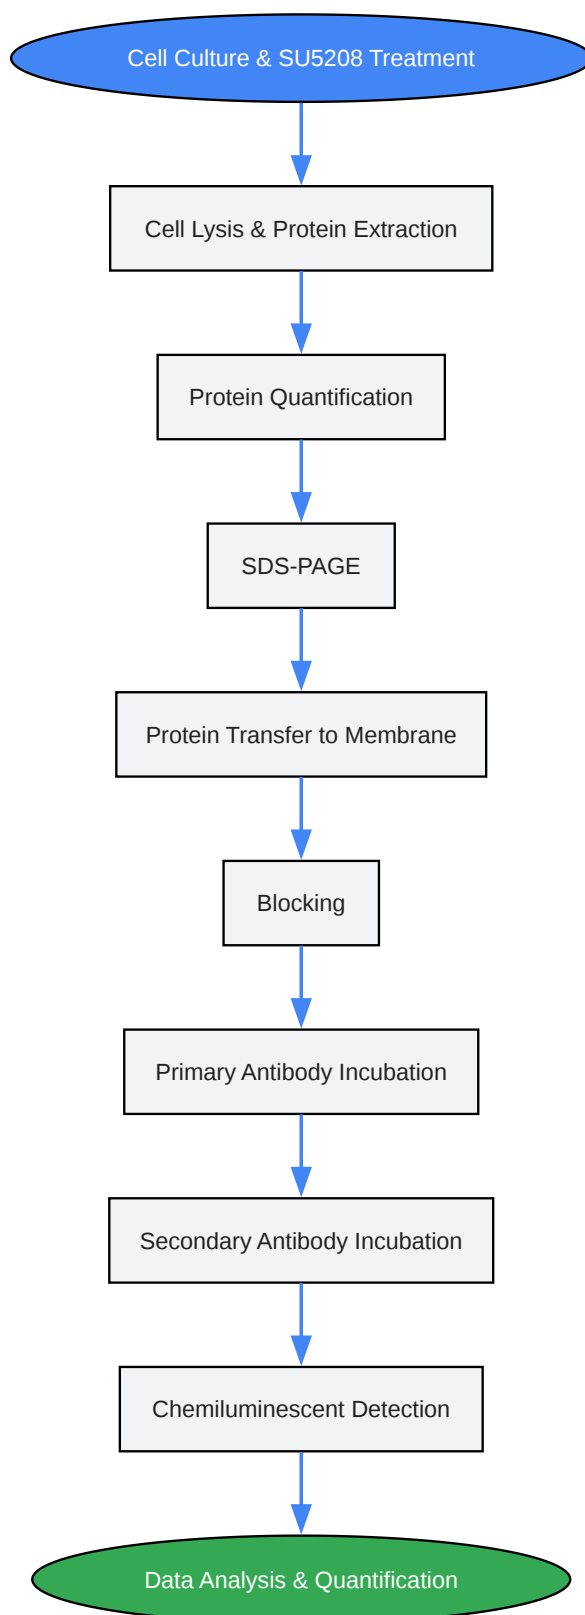 Cell Culture & SU5208 Treatment
Cell Lysis & Protein Extraction
Protein Quantification
SDS-PAGE
Protein Transfer to Membrane
Blocking
Primary Antibody Incubation
Secondary Antibody Incubation
Chemiluminescent Detection
Data Analysis & Quantification